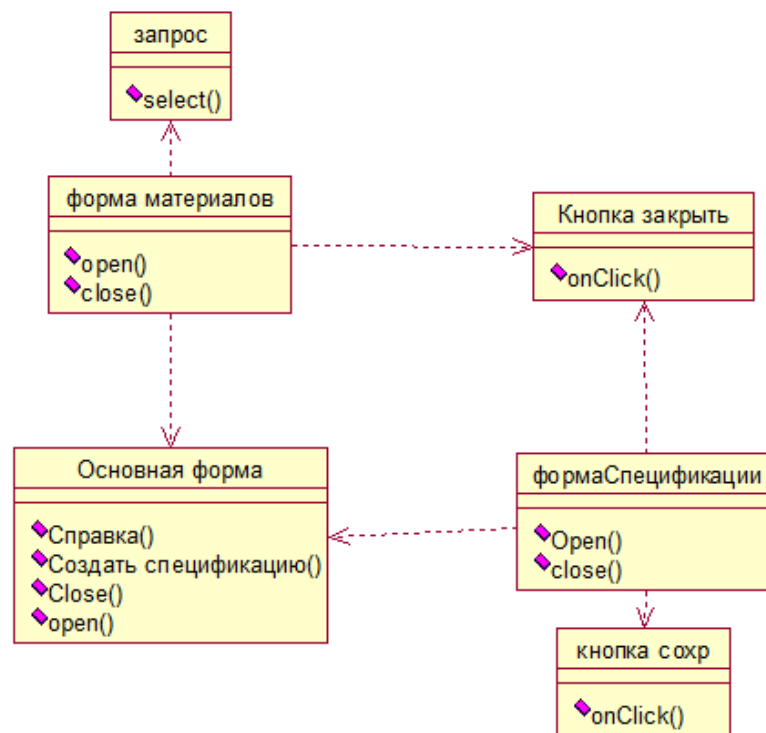 запрос
select()
форма материалов
open()
close()
Кнопка закрыть
onClick()
Основная форма
Справка()
Создать спецификацию()
Close()
open()
формаСпецификации
Open()
close()
кнопка сохр
onClick()